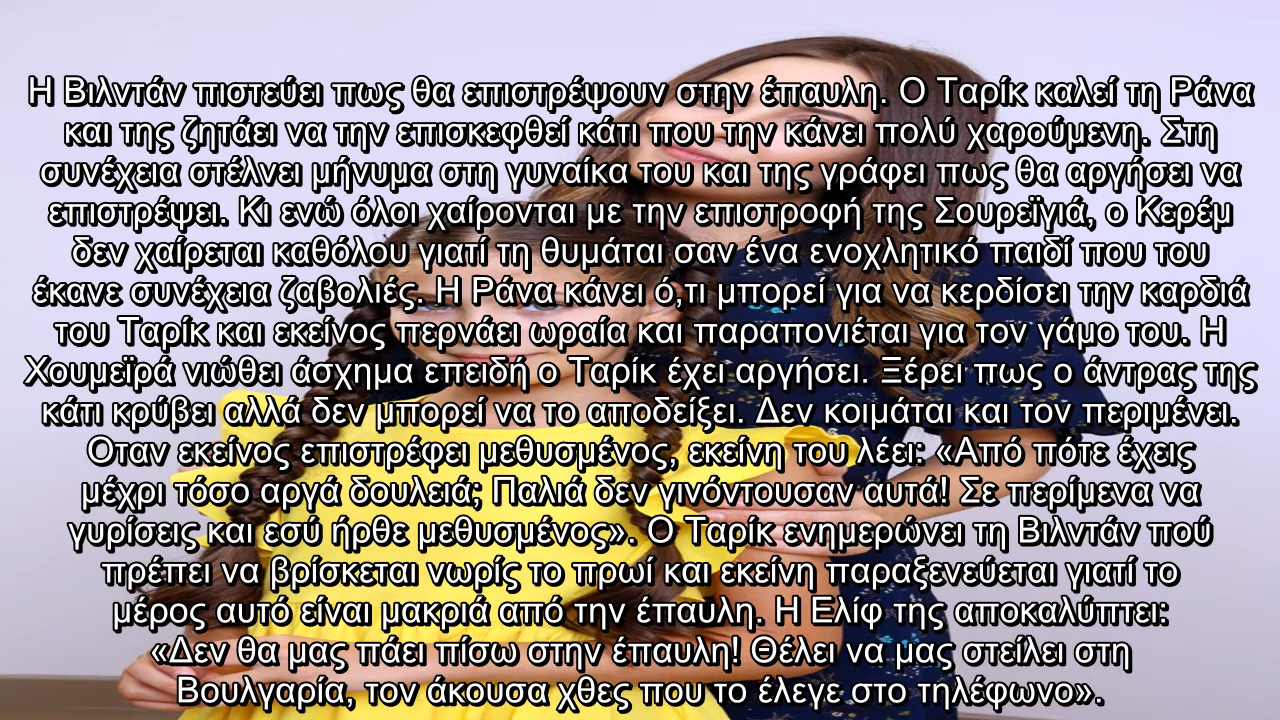 Η Βιλντάν πιστεύει πως θα επιστρέψουν στην έπαυλη. Ο Ταρίκ καλεί τη Ράνα
και της ζητάει να την επισκεφθεί κάτι που την κάνει πολύ χαρούμενη. Στη
συνέχεια στέλνει μήνυμα στη γυναίκα του και της γράφει πως θα αργήσει να
επιστρέψει. Κι ενώ όλοι χαίρονται με την επιστροφή της Σουρεϊγιά, ο Κερέμ
δεν χαίρεται καθόλου γιατί τη θυμάται σαν ένα ενοχλητικό παιδί που του
έκανε συνέχεια ζαβολιές. Η Ράνα κάνει ό,τι μπορεί για να κερδίσει την καρδιά
του Ταρίκ και εκείνος περνάει ωραία και παραπονιέται για τον γάμο του. Η
Χουμεϊρά νιώθει άσχημα επειδή ο Ταρίκ έχει αργήσει. Ξέρει πως ο άντρας της
κάτι κρύβει αλλά δεν μπορεί να το αποδείξει. Δεν κοιμάται και τον περιμένει.
Οταν εκείνος επιστρέφει μεθυσμένος, εκείνη του λέει: «Από πότε έχεις
μέχρι τόσο αργά δουλειά; Παλιά δεν γινόντουσαν αυτά! Σε περίμενα να
γυρίσεις και εσύ ήρθε μεθυσμένος». Ο Ταρίκ ενημερώνει τη Βιλντάν πού
πρέπει να βρίσκεται νωρίς το πρωί και εκείνη παραξενεύεται γιατί το
μέρος αυτό είναι μακριά από την έπαυλη. Η Ελίφ της αποκαλύπτει:
«Δεν θα μας πάει πίσω στην έπαυλη! Θέλει να μας στείλει στη
Βουλγαρία, τον άκουσα χθες που το έλεγε στο τηλέφωνο».